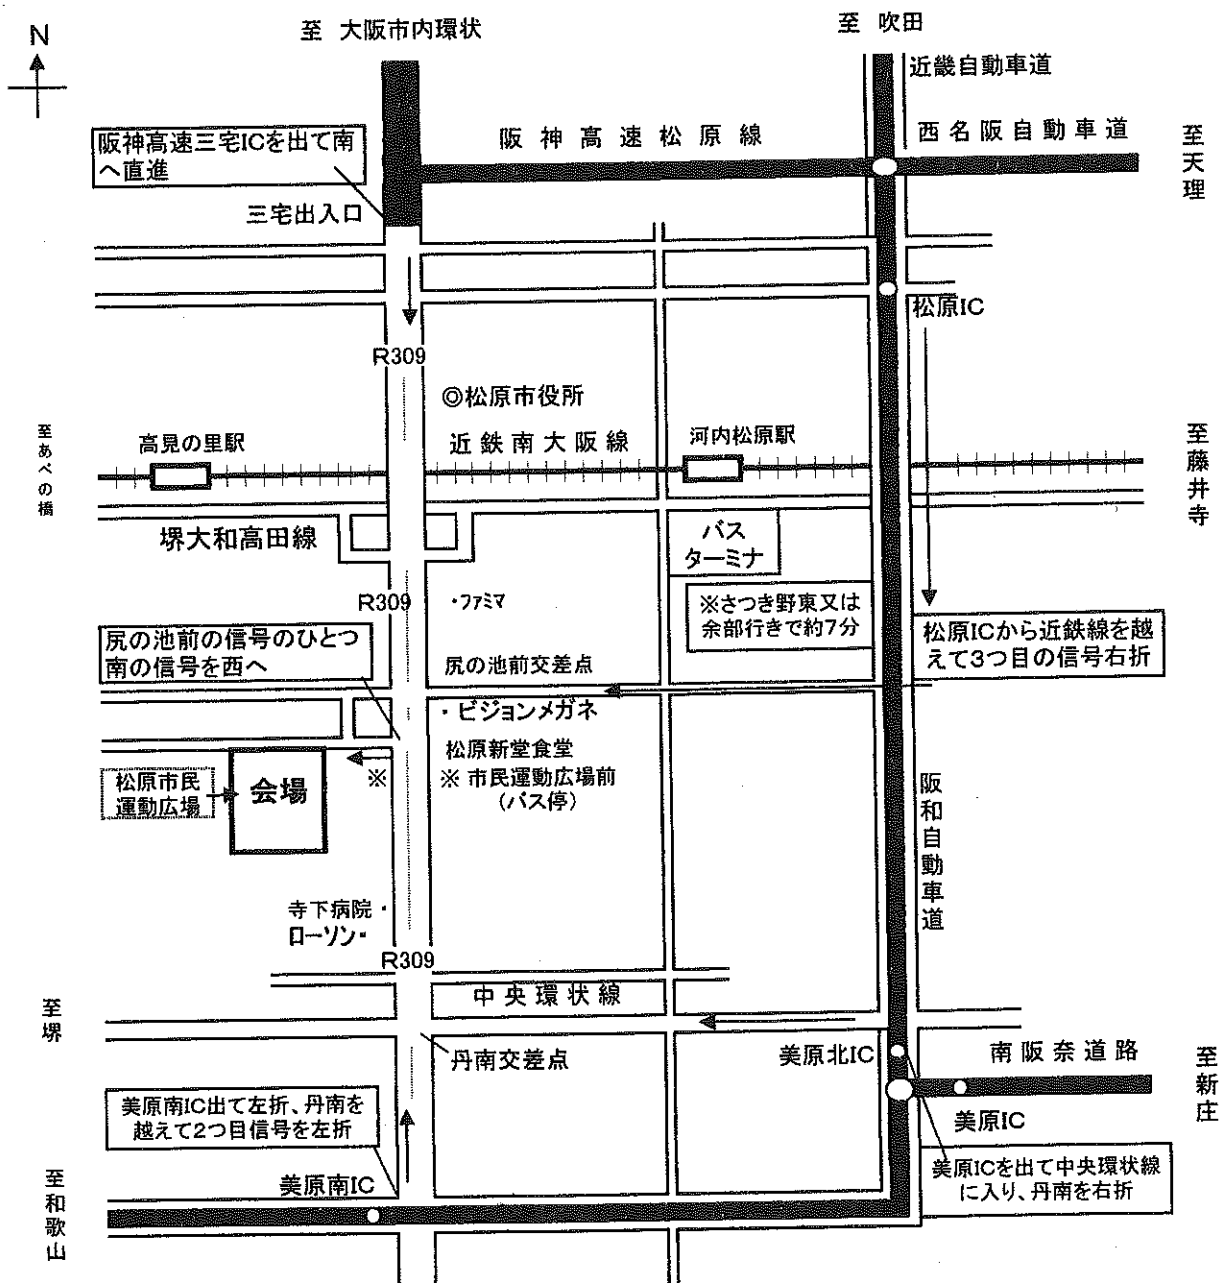 至 大阪市内環状
至 吹田
N
近畿自動車道
阪神高速三宅ICを出て南
へ直進
阪神高速松原線
西名阪自動車道
至天理
三宅出入口
松原IC
R309
◎松原市役所
至あべの橋
高見の里駅
近鉄南大阪線
河内松原駅
至藤井寺
堺大和高田線
バス
ターミナ
R309
・ファミマ
※さつき野東又は
余部行きで約7分
尻の池前の信号のひとつ
南の信号を西へ
尻の池前交差点
松原ICから近鉄線を越
えて3つ目の信号右折
・ビジョンメガネ
松原新堂食堂
※
※ 市民運動広場前
(バス停)
松原市民
運動広場
会場
阪和自動車道
寺下病院・
ローソン・
R309
中央環状線
至堺
丹南交差点
美原北IC
南阪奈道路
至新庄
美原南IC出て左折、丹南を
越えて2つ目信号を左折
美原IC
美原ICを出て中央環状線
に入り、丹南を右折
美原南IC
至和歌山